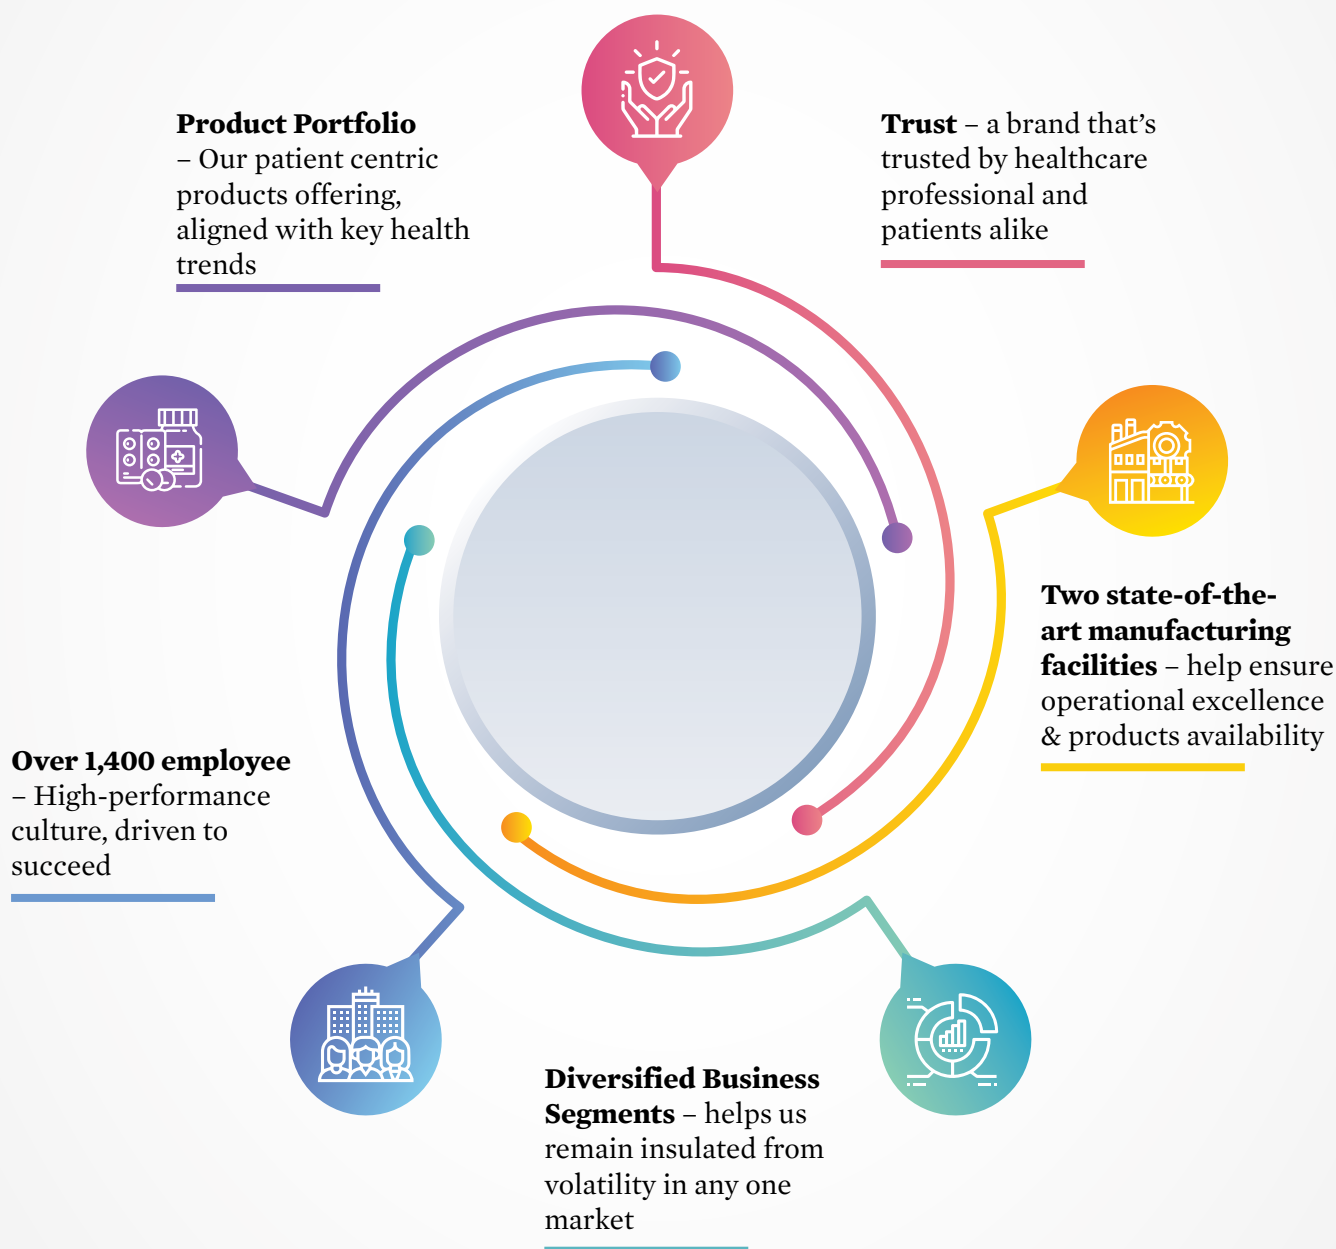 Product Portfolio
– Our patient centric
products offering,
aligned with key health
trends
Trust – a brand that’s
trusted by healthcare
professional and
patients alike
Two state-of-the-
art manufacturing
facilities – help ensure
operational excellence
& products availability
Over 1,400 employee
– High-performance
culture, driven to
succeed
Diversified Business
Segments – helps us
remain insulated from
volatility in any one
market